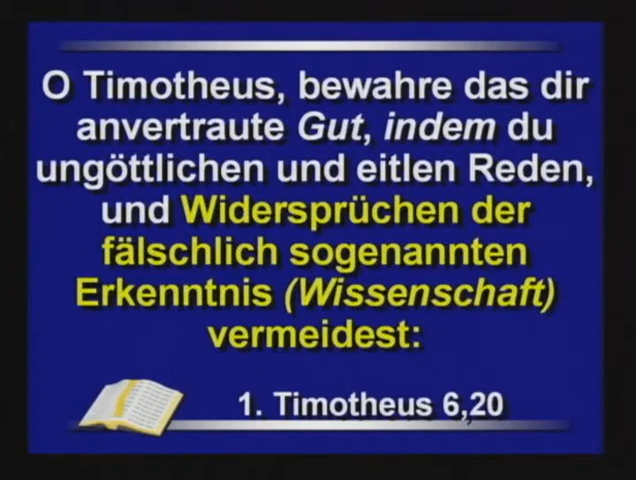 O Timotheus, bewahre das dir
anvertraute Gut, indem du
ungöttlichen und eitlen Reden,
und Widersprüchen der
fälschlich sogenannten
Erkenntnis (Wissenschaft)
vermeidest:
1. Timotheus 6,20